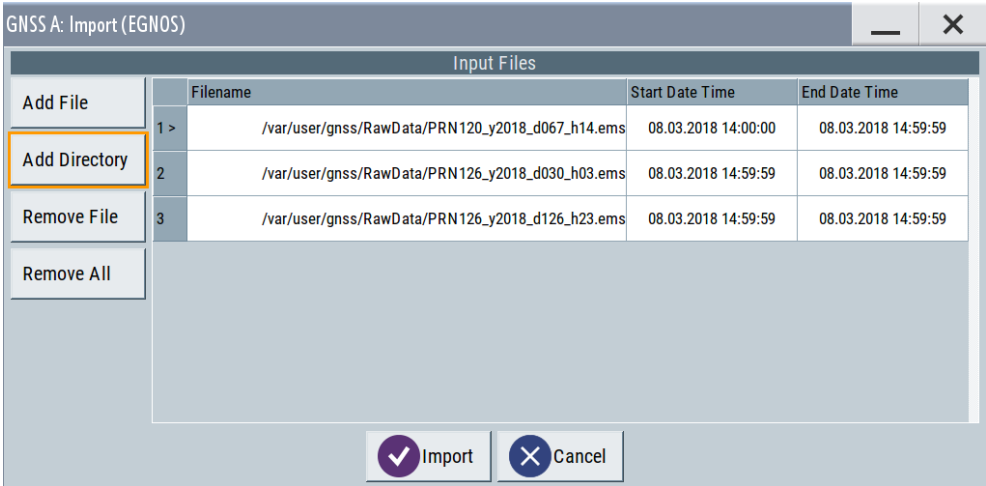 GNSS A: Import (EGNOS)
Input Files
Add File
Add Directory
Remove File
Remove All
Filename Start Date Time End Date Time
1 > /var/user/gnss/RawData/PRN120_y2018_d067_h14.ems 08.03.2018 14:00:00 08.03.2018 14:59:59
2 /var/user/gnss/RawData/PRN126_y2018_d030_h03.ems 08.03.2018 14:59:59 08.03.2018 14:59:59
3 /var/user/gnss/RawData/PRN126_y2018_d126_h23.ems 08.03.2018 14:59:59 08.03.2018 14:59:59
Import Cancel